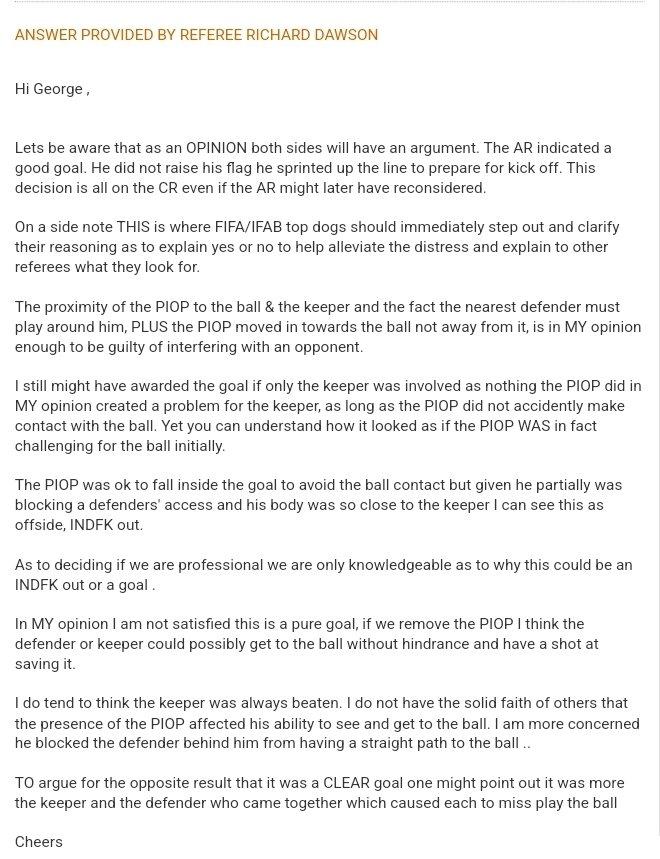 ANSWER PROVIDED BY REFEREE RICHARD DAWSON
Hi George ,
Lets be aware that as an OPINION both sides will have an argument. The AR indicated a
good goal. He did not raise his flag he sprinted up the line to prepare for kick off. This
decision is all on the CR even if the AR might later have reconsidered.
On a side note THIS is where FIFA/IFAB top dogs should immediately step out and clarify
their reasoning as to explain yes or no to help alleviate the distress and explain to other
referees what they look for.
The proximity of the PIOP to the ball & the keeper and the fact the nearest defender must
play around him, PLUS the PIOP moved in towards the ball not away from it, is in MY opinion
enough to be guilty of interfering with an opponent.
I still might have awarded the goal if only the keeper was involved as nothing the PIOP did in
MY opinion created a problem for the keeper, as long as the PIOP did not accidently make
contact with the ball. Yet you can understand how it looked as if the PIOP WAS in fact
challenging for the ball initially.
The PIOP was ok to fall inside the goal to avoid the ball contact but given he partially was
blocking a defenders' access and his body was so close to the keeper I can see this as
offside, INDFK out.
As to deciding if we are professional we are only knowledgeable as to why this could be an
INDFK out or a goal .
In MY opinion I am not satisfied this is a pure goal, if we remove the PIOP I think the
defender or keeper could possibly get to the ball without hindrance and have a shot at
saving it.
I do tend to think the keeper was always beaten. I do not have the solid faith of others that
the presence of the PIOP affected his ability to see and get to the ball. I am more concerned
he blocked the defender behind him from having a straight path to the ball ..
TO argue for the opposite result that it was a CLEAR goal one might point out it was more
the keeper and the defender who came together which caused each to miss play the ball
Cheers